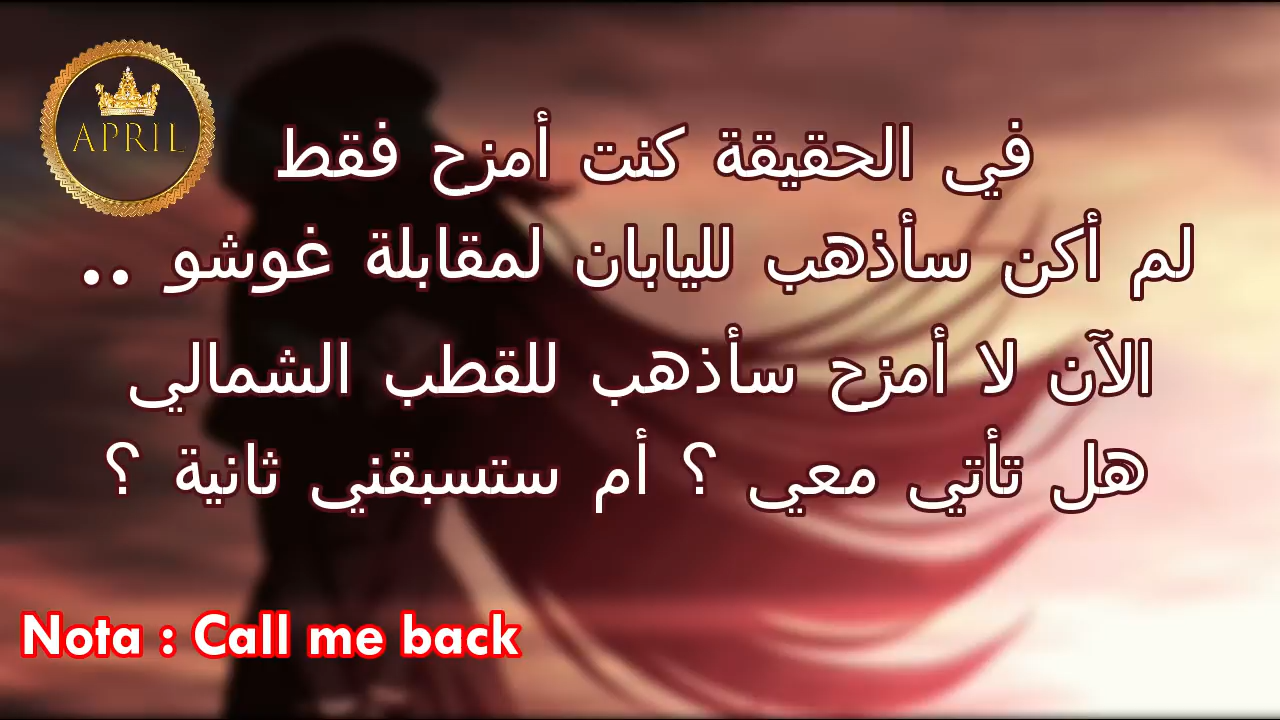 APRIL
في الحقيقة كنت أمزح فقط
لم أكن سأذهب لليابان لمقابلة غوشو ..
الآن لا أمزح سأذهب للقطب الشمالي
هل تأتي معي ؟ أم ستسبقني ثانية ؟
Nota : Call me back